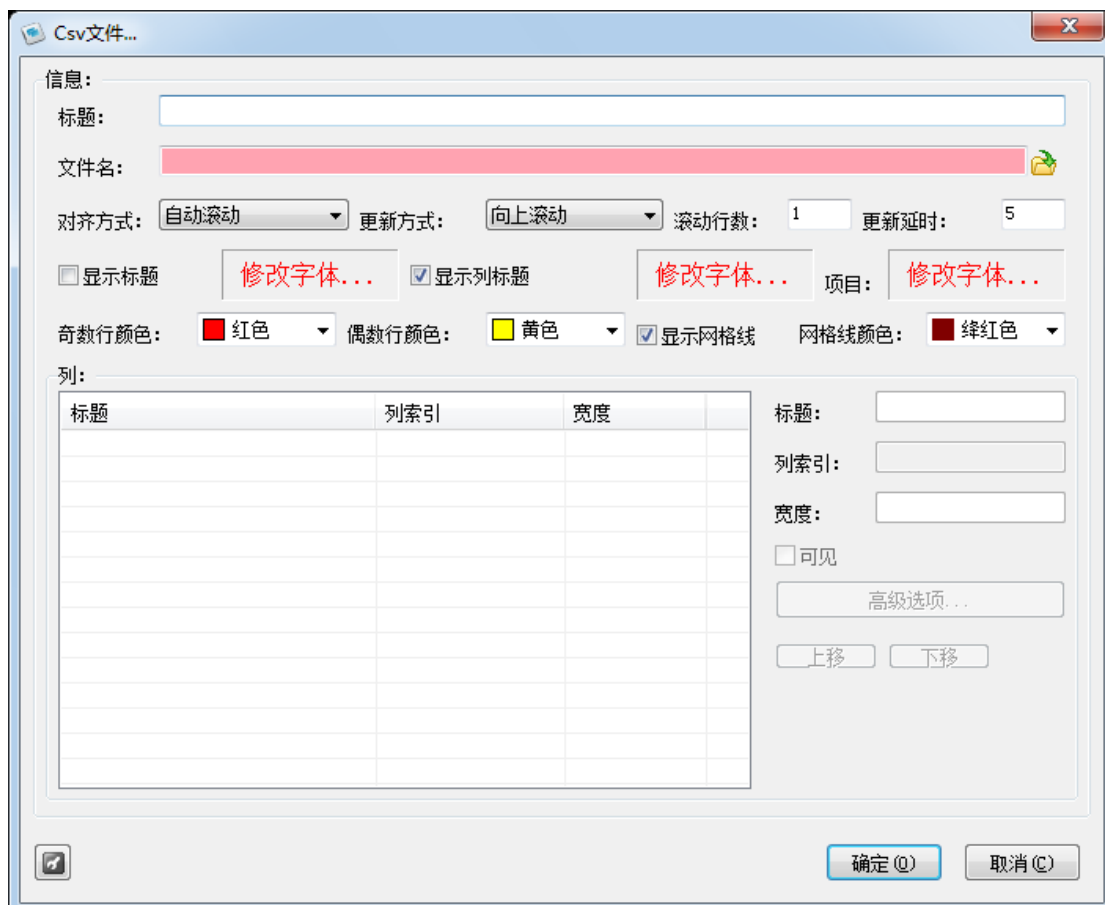 Csv文件...
信息:
标题:
文件名:
对齐方式: 自动滚动 更新方式: 向上滚动 滚动行数: 1 更新延时: 5
显示标题 修改字体... 显示列标题 修改字体... 项目: 修改字体...
奇数行颜色: 红色 偶数行颜色: 黄色 显示网格线 网格线颜色: 绛红色
列:
标题 列索引 宽度
标题:
列索引:
宽度:
可见
高级选项...
上移 下移
确定(O) 取消(C)